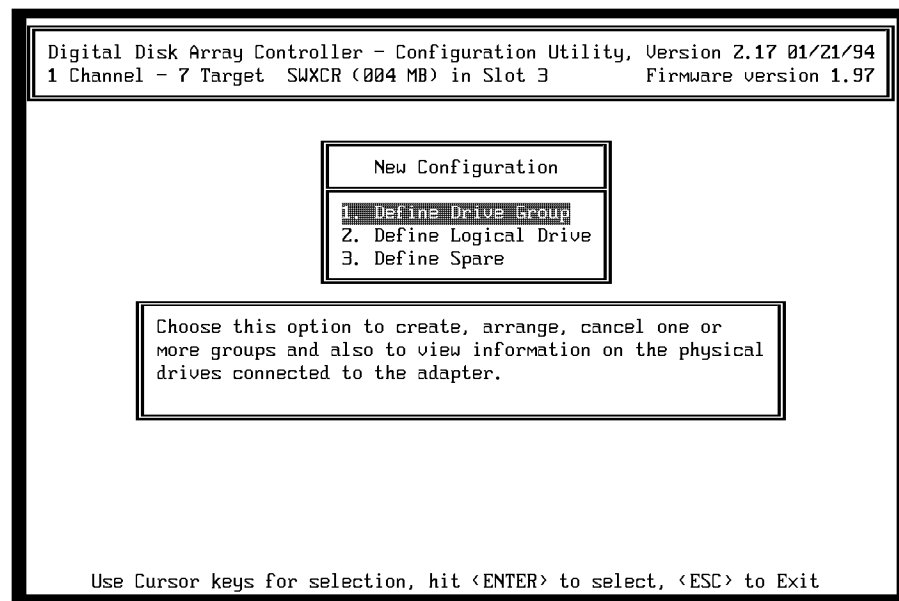 Digital Disk Array Controller - Configuration Utility, Version 2.17 01/21/94
1 Channel - 7 Target SWXCR (004 MB) in Slot 3 Firmware version 1.97
New Configuration
1. Define Drive Group
2. Define Logical Drive
3. Define Spare
Choose this option to create, arrange, cancel one or
more groups and also to view information on the physical
drives connected to the adapter.
Use Cursor keys for selection, hit <ENTER> to select, <ESC> to Exit